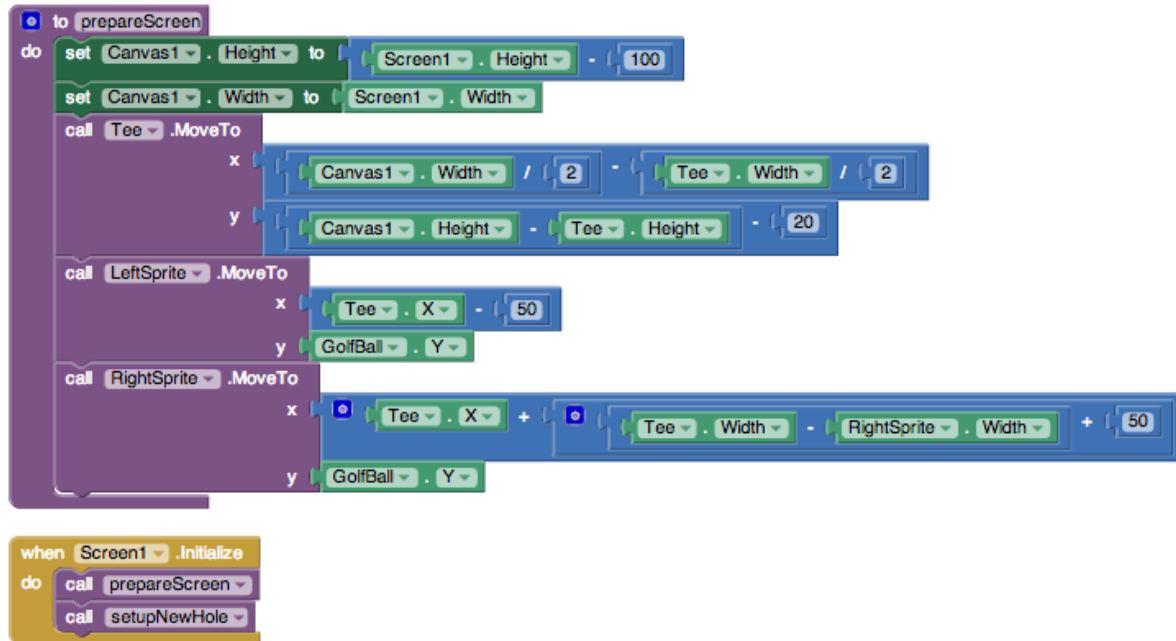 to prepareScreen
do set Canvas1 . Height to Screen1 . Height - 100
set Canvas1 . Width to Screen1 . Width
call Tee .MoveTo
x Canvas1 . Width / 2 - Tee . Width / 2
y Canvas1 . Height - Tee . Height - 20
call LeftSprite .MoveTo
x Tee . X - 50
y GolfBall . Y
call RightSprite .MoveTo
x Tee . X + Tee . Width - RightSprite . Width + 50
y GolfBall . Y
when Screen1 .Initialize
do call prepareScreen
call setupNewHole